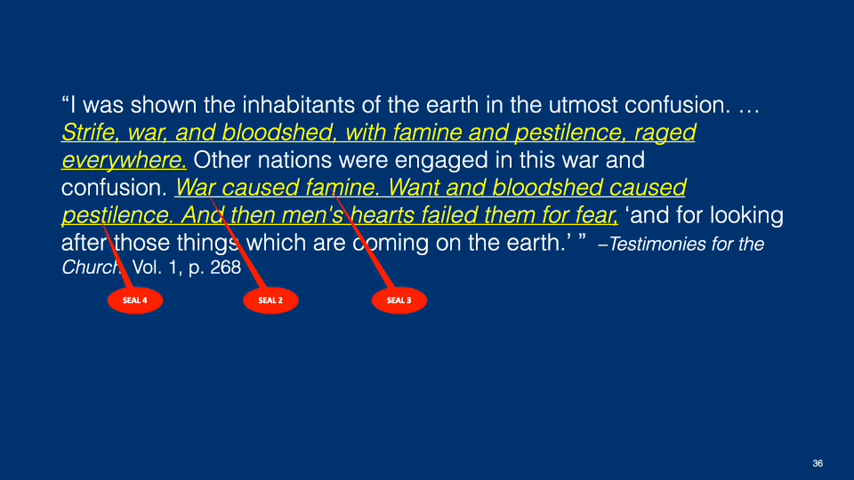 “I was shown the inhabitants of the earth in the utmost confusion. …
Strife, war, and bloodshed, with famine and pestilence, raged
everywhere. Other nations were engaged in this war and
confusion. War caused famine. Want and bloodshed caused
pestilence. And then men's hearts failed them for fear, ‘and for looking
after those things which are coming on the earth.’ ” –Testimonies for the
Church, Vol. 1, p. 268
SEAL 4 SEAL 2 SEAL 3
36